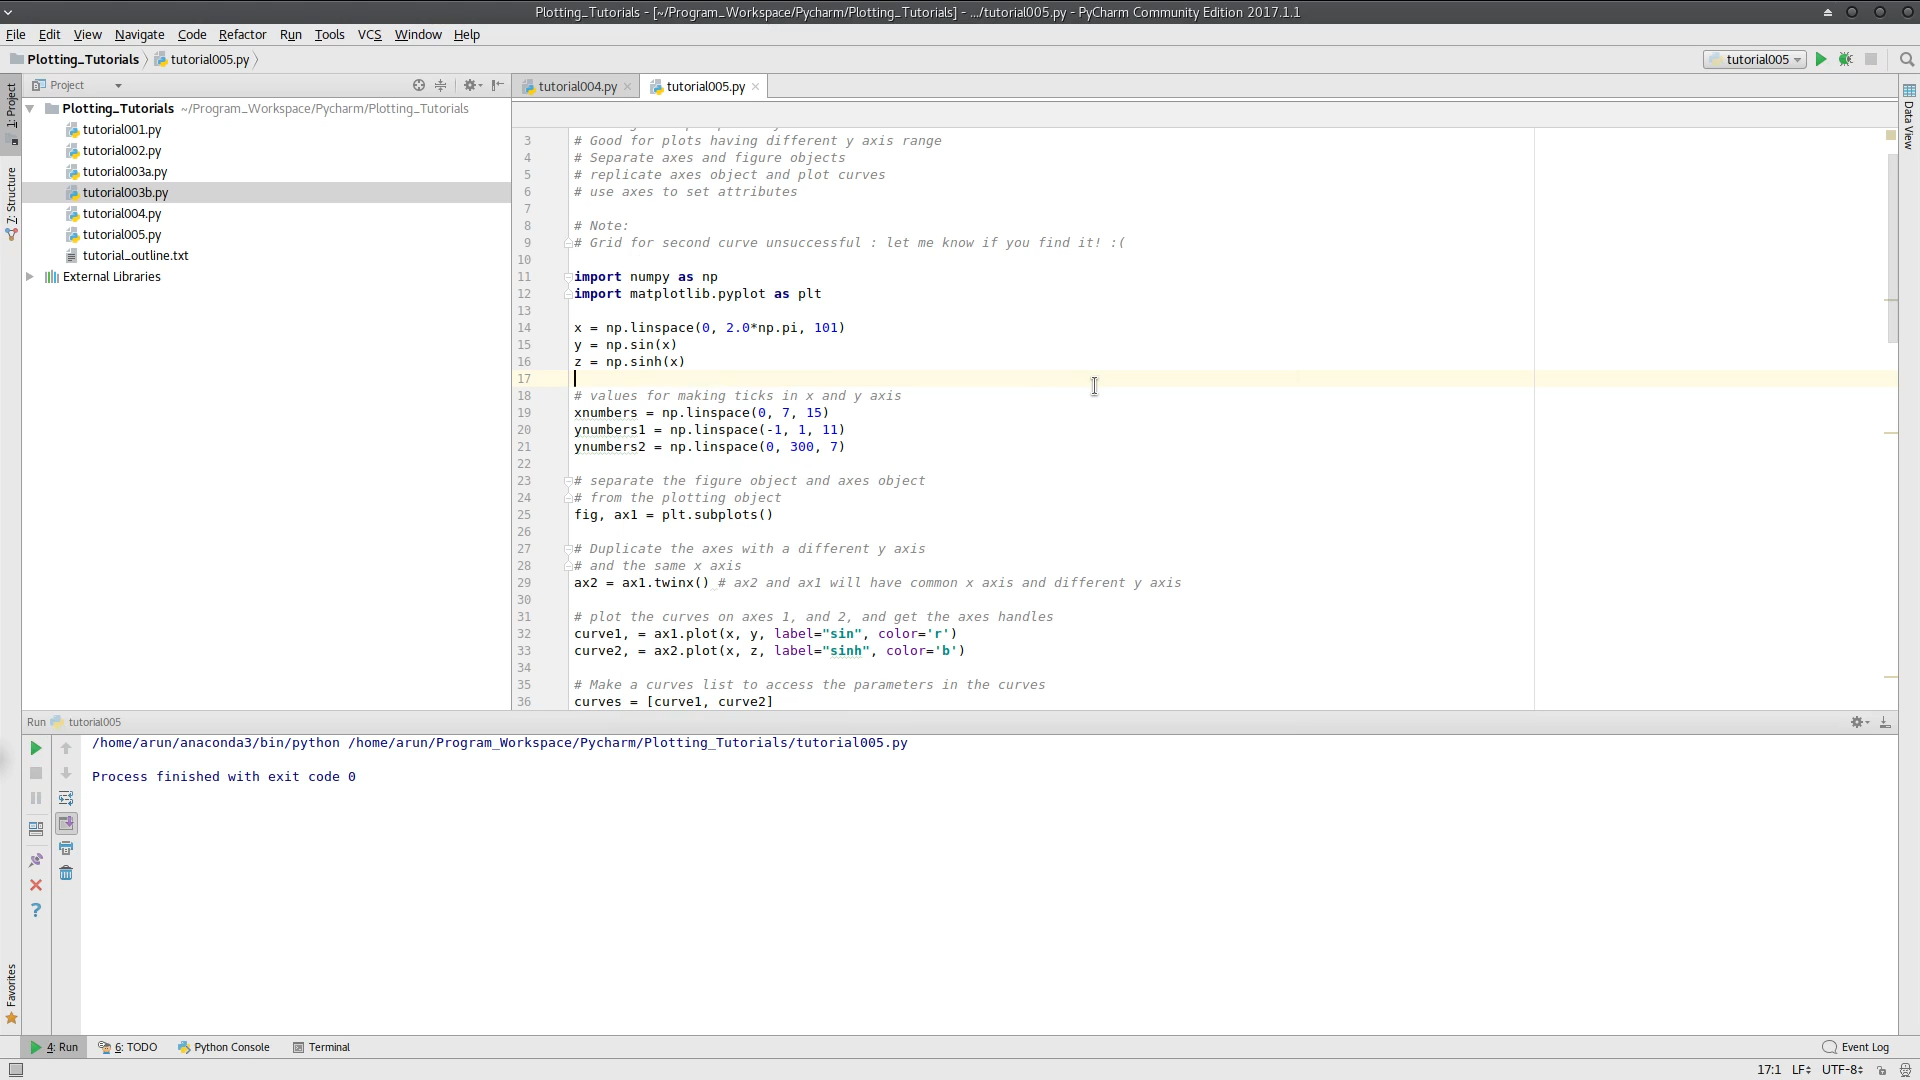 Plotting_Tutorials - [~/Program_Workspace/Pycharm/Plotting_Tutorials] - .../tutorial005.py - PyCharm Community Edition 2017.1.1
File Edit View Navigate Code Refactor Run Tools VCS Window Help
Plotting_Tutorials tutorial005.py
tutorial005
Project
tutorial004.py tutorial005.py
1: Project
7: Structure
Favorites
Data View
Plotting_Tutorials ~/Program_Workspace/Pycharm/Plotting_Tutorials
tutorial001.py
tutorial002.py
tutorial003a.py
tutorial003b.py
tutorial004.py
tutorial005.py
tutorial_outline.txt
External Libraries
3 # Good for plots having different y axis range
4 # Separate axes and figure objects
5 # replicate axes object and plot curves
6 # use axes to set attributes
7
8 # Note:
9 # Grid for second curve unsuccessful : let me know if you find it! :(
10
11 import numpy as np
12 import matplotlib.pyplot as plt
13
14 x = np.linspace(0, 2.0*np.pi, 101)
15 y = np.sin(x)
16 z = np.sinh(x)
17
18 # values for making ticks in x and y axis
19 xnumbers = np.linspace(0, 7, 15)
20 ynumbers1 = np.linspace(-1, 1, 11)
21 ynumbers2 = np.linspace(0, 300, 7)
22
23 # separate the figure object and axes object
24 # from the plotting object
25 fig, ax1 = plt.subplots()
26
27 # Duplicate the axes with a different y axis
28 # and the same x axis
29 ax2 = ax1.twinx() # ax2 and ax1 will have common x axis and different y axis
30
31 # plot the curves on axes 1, and 2, and get the axes handles
32 curve1, = ax1.plot(x, y, label="sin", color='r')
33 curve2, = ax2.plot(x, z, label="sinh", color='b')
34
35 # Make a curves list to access the parameters in the curves
36 curves = [curve1, curve2]
Run tutorial005
/home/arun/anaconda3/bin/python /home/arun/Program_Workspace/Pycharm/Plotting_Tutorials/tutorial005.py
Process finished with exit code 0
4: Run 6: TODO Python Console Terminal Event Log
17:1 LF UTF-8